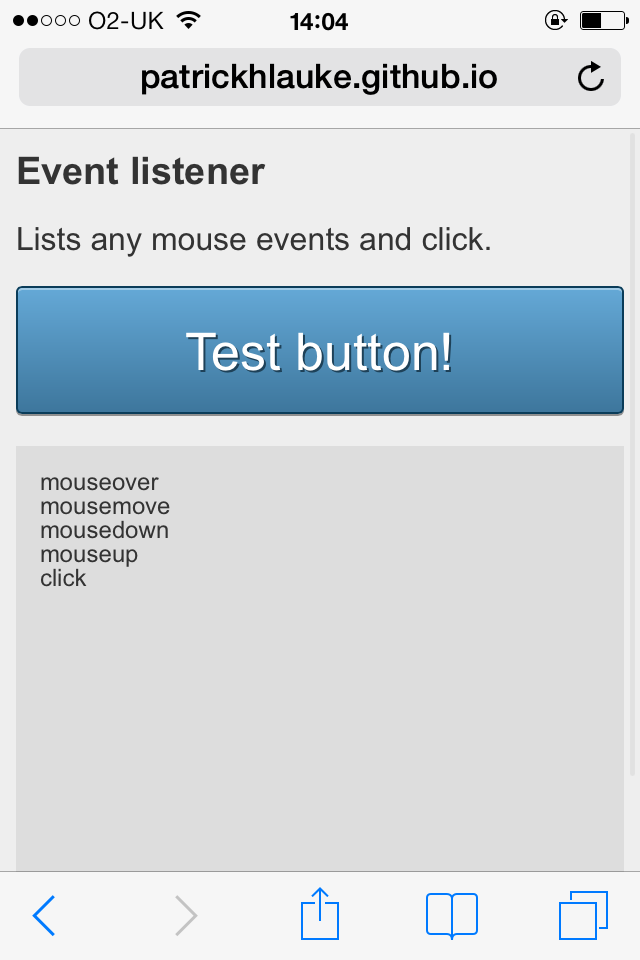 O2-UK 14:04
patrickhlauke.github.io
Event listener
Lists any mouse events and click.
Test button!
mouseover
mousemove
mousedown
mouseup
click